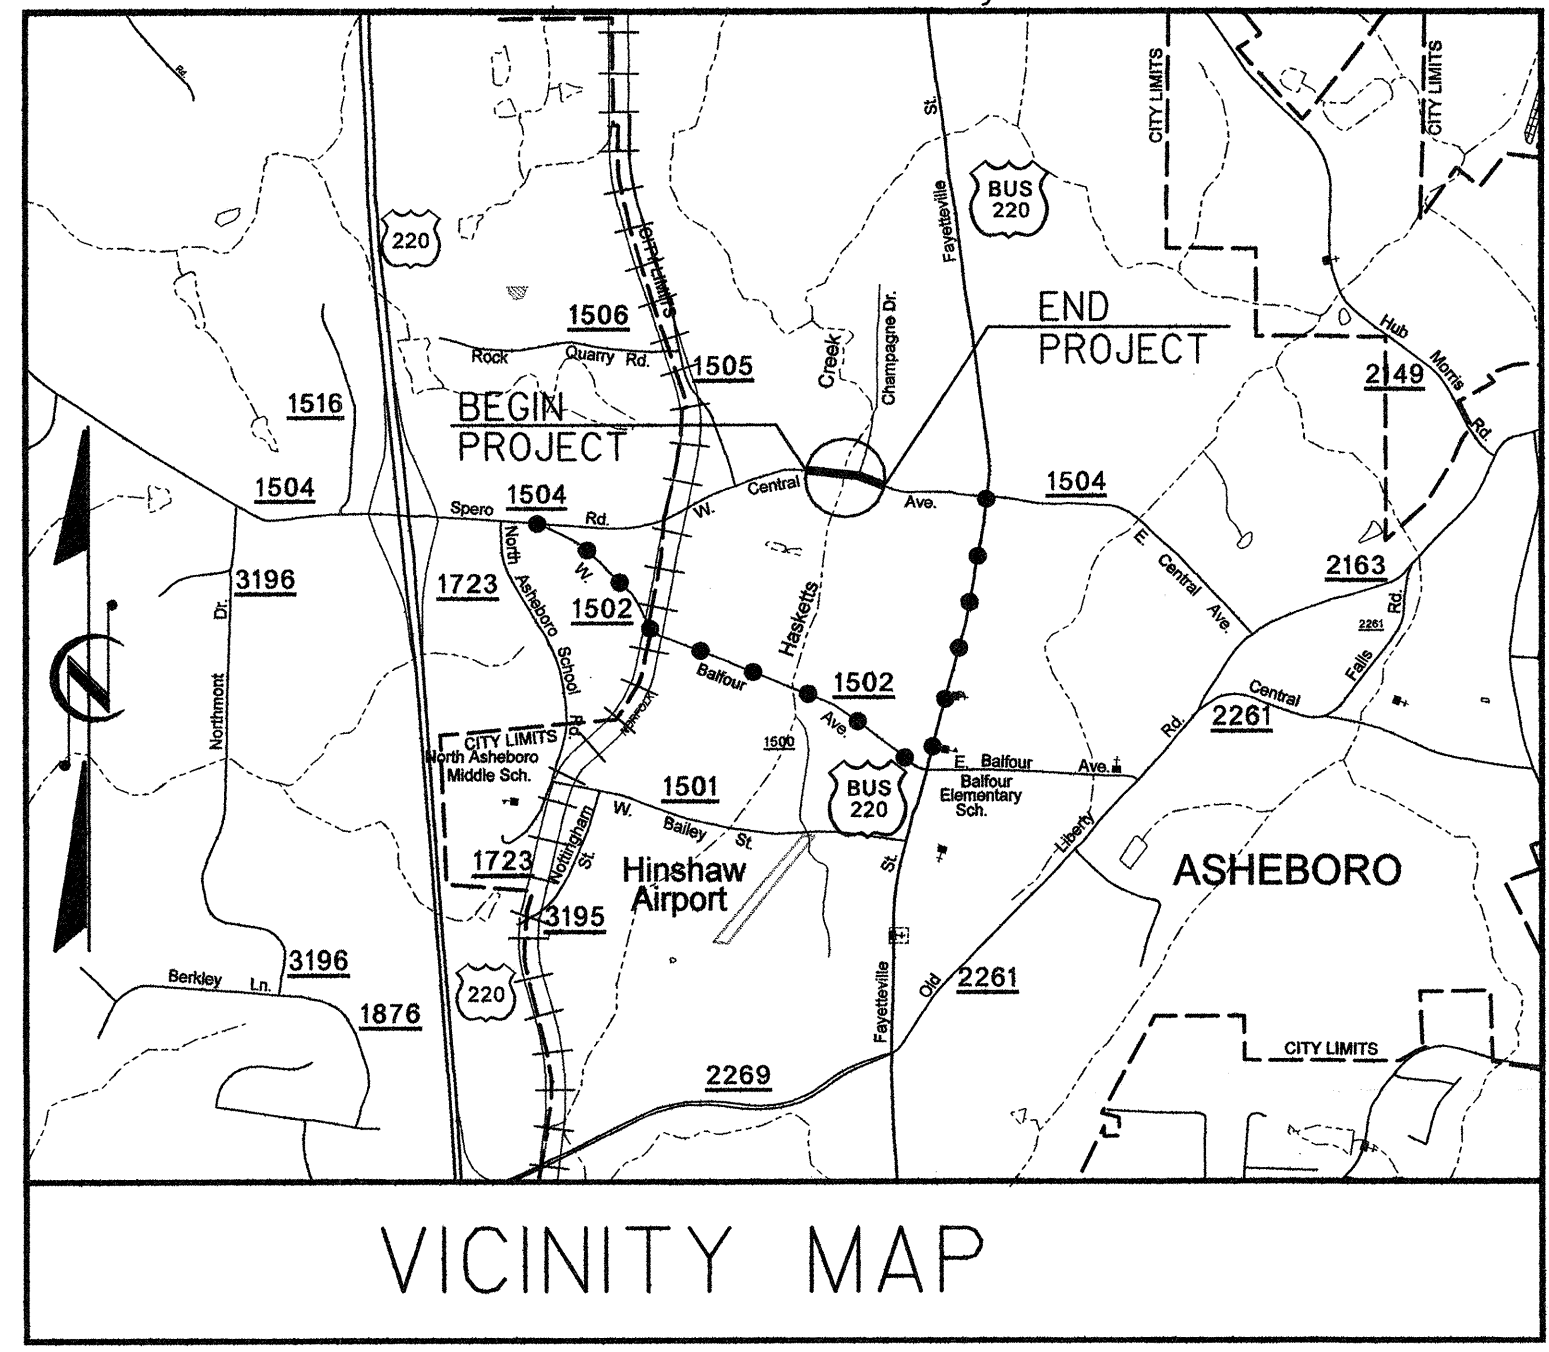 Rd.
CITY LIMITS
CITY LIMITS
St.
BUS
220
Fayetteville
220
CITY LIMITS
END
PROJECT
1506
Rock Quarry Rd.
1505
Creek
Champagne Dr.
Hub Morris Rd.
2149
1516
BEGIN
PROJECT
1504
Spero Rd.
1504
W. Central Ave.
1504
E. Central Ave.
3196
Dr.
Northmont
1723
North Asheboro School Rd.
W.
1502
Balfour
Ave.
1502
Hasketts
2163
Rd.
2261
Falls
Central
2261
Rd.
NORFOLK
CITY LIMITS
North Asheboro
Middle Sch.
1500
BUS
220
E. Balfour Ave.
Balfour
Elementary
Sch.
1501
W. Bailey St.
Nottingham
St.
1723
Hinshaw
Airport
St.
Liberty
ASHEBORO
3195
3196
Berkley Ln.
1876
220
Fayetteville
Old
2261
CITY LIMITS
2269
VICINITY MAP